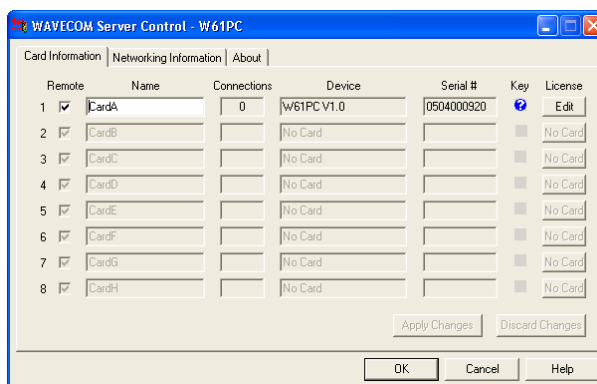 WAVECOM Server Control - W61PC
Card Information Networking Information About
Remote Name Connections Device Serial # Key License
1 CardA 0 W61PC V1.0 0504000920 ? Edit
2 CardB No Card No Card
3 CardC No Card No Card
4 CardD No Card No Card
5 CardE No Card No Card
6 CardF No Card No Card
7 CardG No Card No Card
8 CardH No Card No Card
Apply Changes Discard Changes
OK Cancel Help